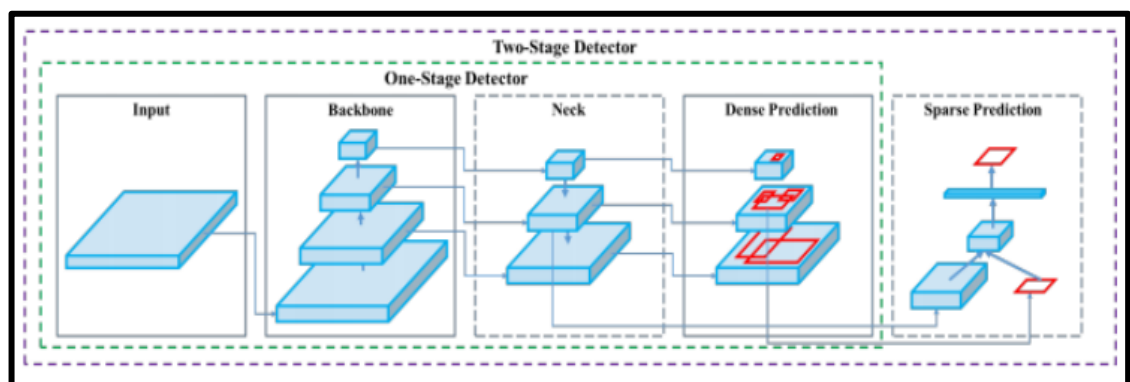 Two-Stage Detector
One-Stage Detector
Input
Backbone
Neck
Dense Prediction
Sparse Prediction